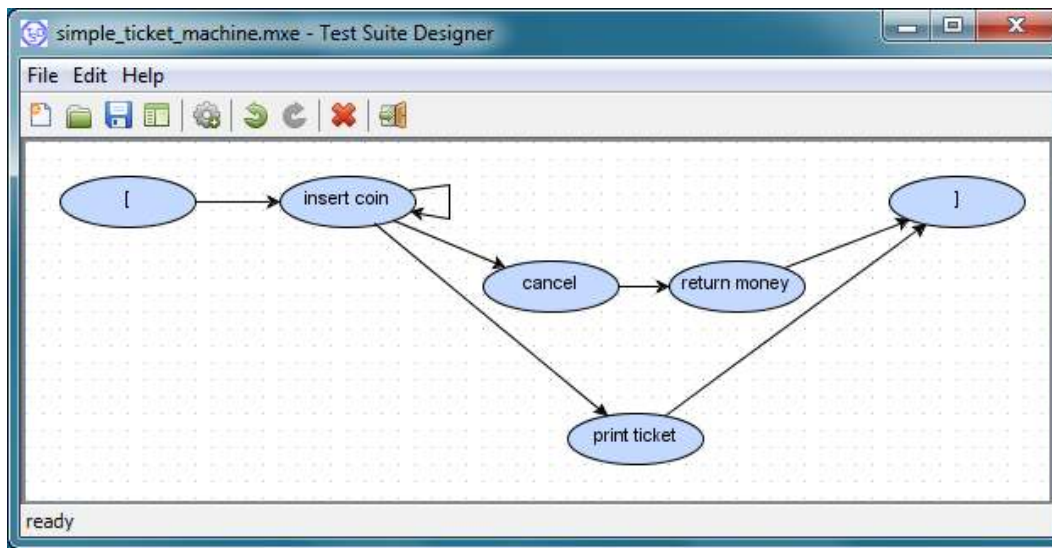 simple_ticket_machine.mxe - Test Suite Designer
File Edit Help
[
insert coin
]
cancel
return money
print ticket
ready